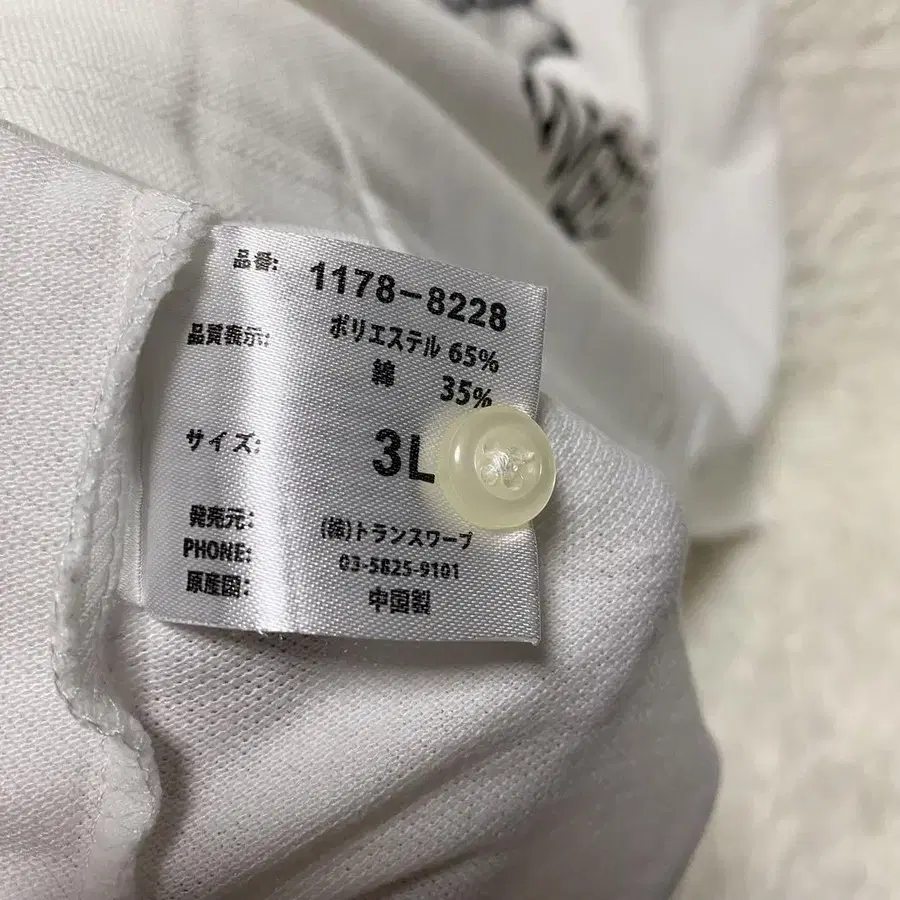 品番: 1178-8228
品質表示: ポリエステル 65%
綿 35%
サイズ: 3L
発売元: (株)トランスワープ
PHONE: 03-5825-9101
原産国: 中国製